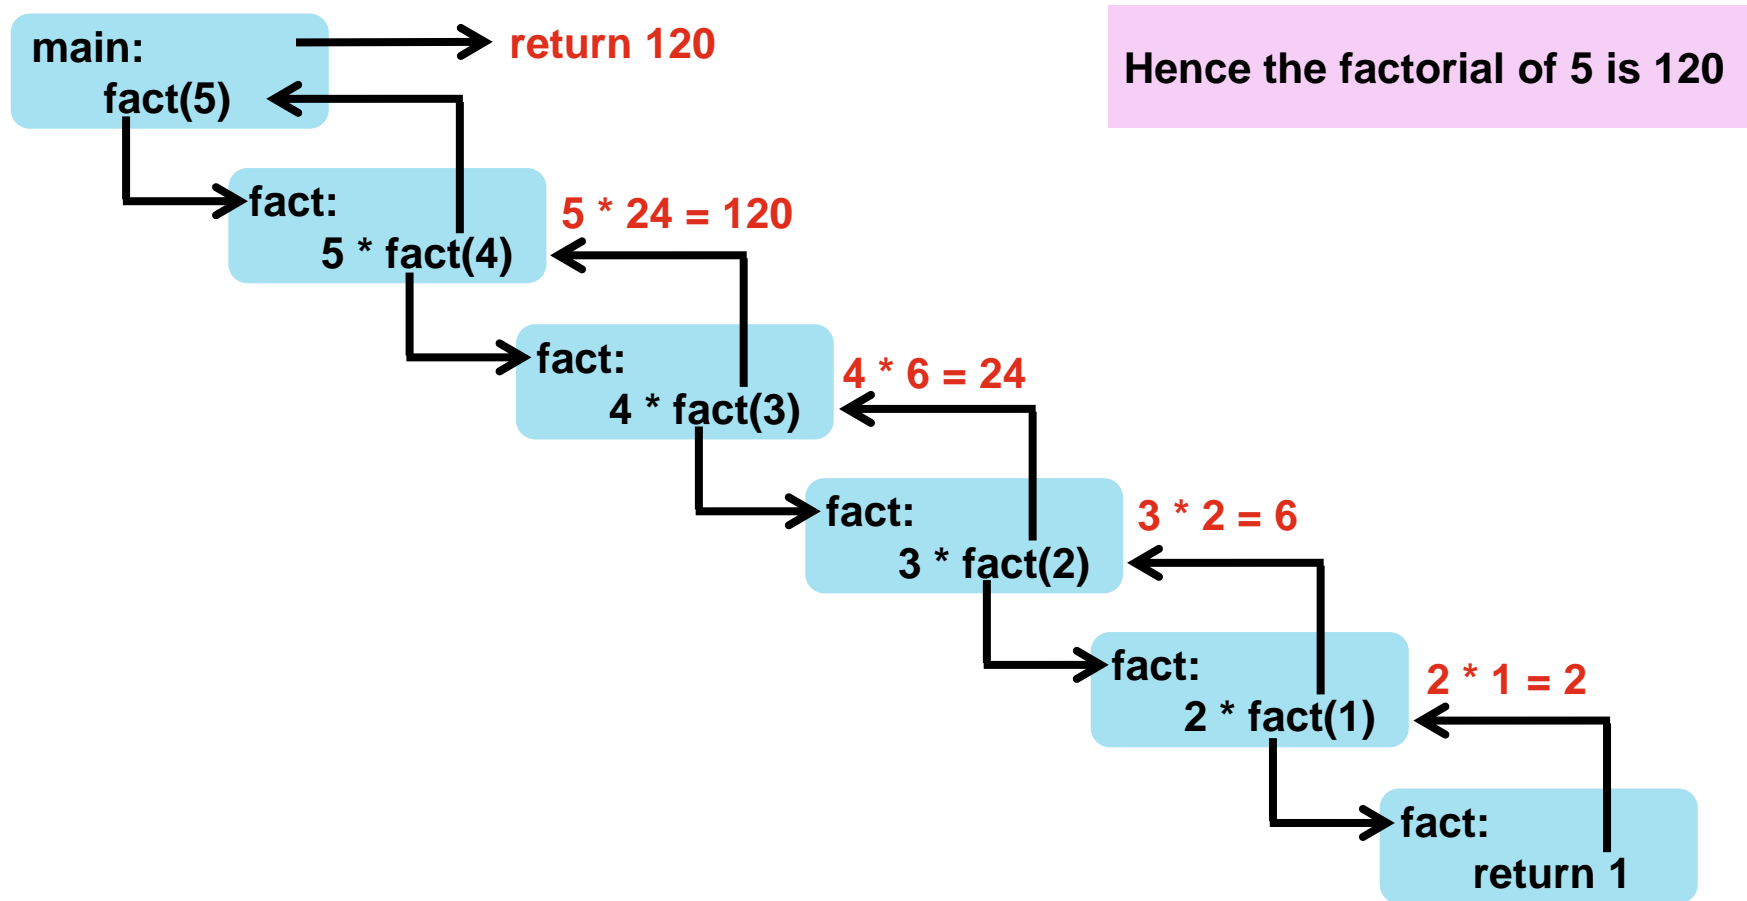 main:
return 120
Hence the factorial of 5 is 120
fact(5)
fact:
5 * 24 = 120
5 * fact(4)
fact:
4 * 6 = 24
4 * fact(3)
fact:
3 * 2 = 6
3 * fact(2)
fact:
2 * 1 = 2
2 * fact(1)
fact:
return 1